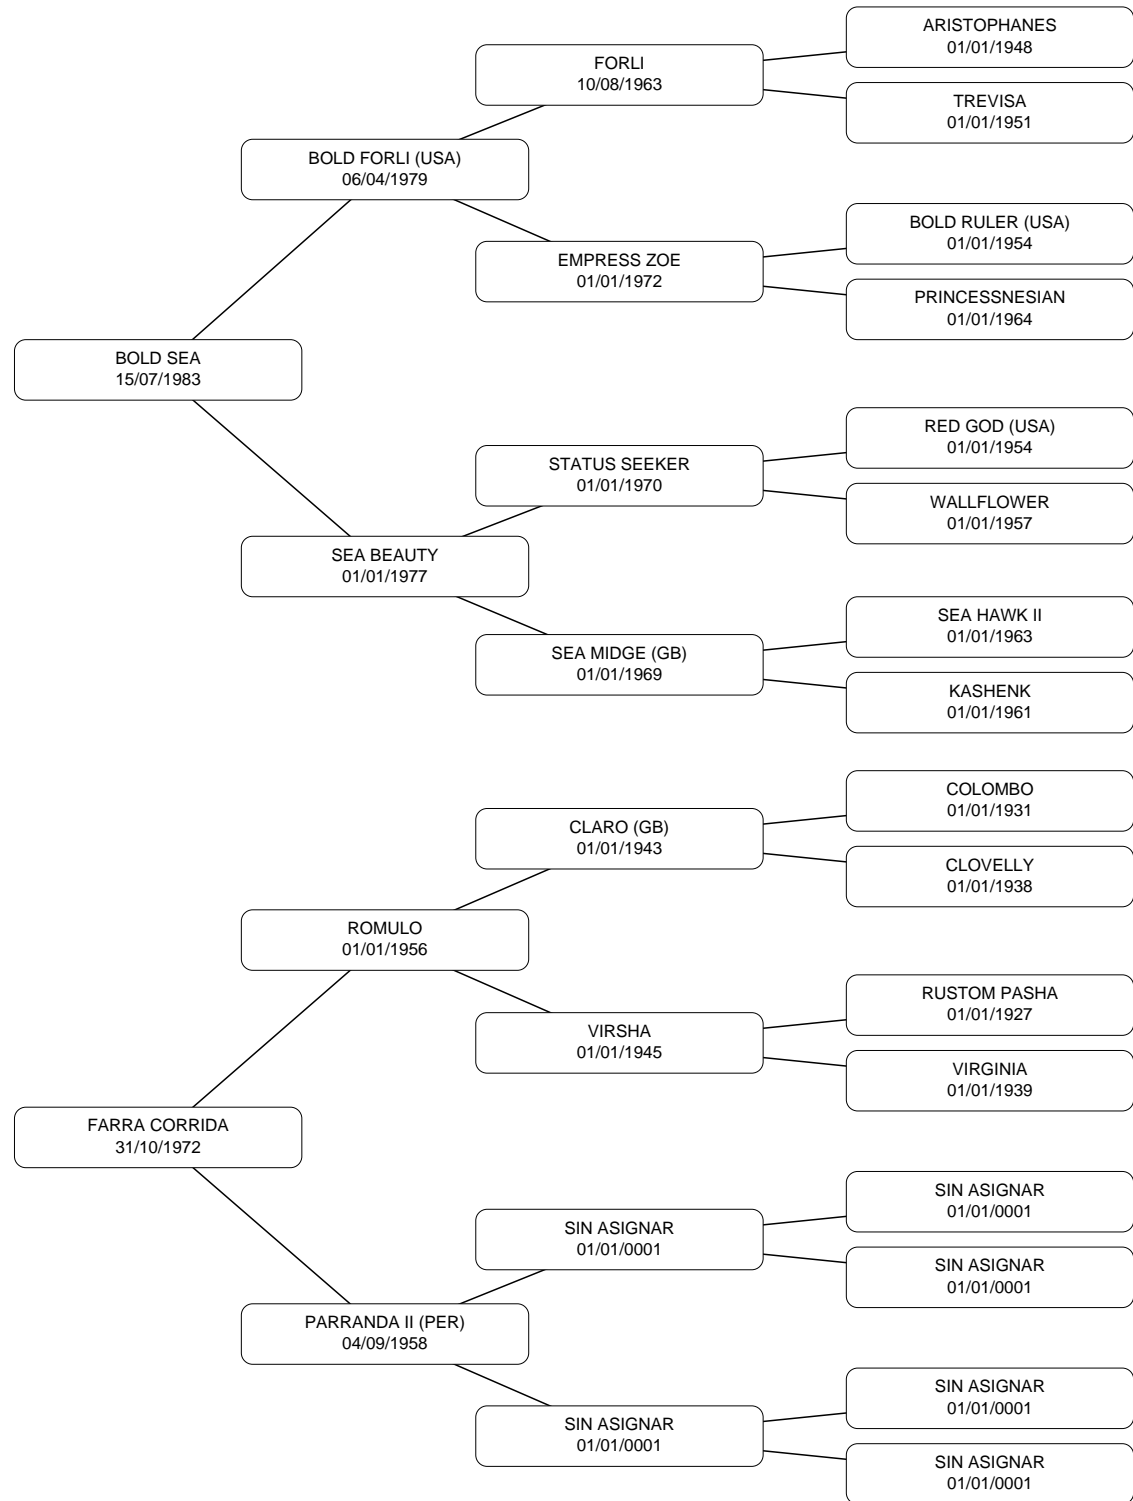 ARISTOPHANES
01/01/1948
FORLI
10/08/1963
TREVISA
01/01/1951
BOLD FORLI (USA)
06/04/1979
BOLD RULER (USA)
01/01/1954
EMPRESS ZOE
01/01/1972
PRINCESSNESIAN
01/01/1964
BOLD SEA
15/07/1983
RED GOD (USA)
01/01/1954
STATUS SEEKER
01/01/1970
WALLFLOWER
01/01/1957
SEA BEAUTY
01/01/1977
SEA HAWK II
01/01/1963
SEA MIDGE (GB)
01/01/1969
KASHENK
01/01/1961
COLOMBO
01/01/1931
CLARO (GB)
01/01/1943
CLOVELLY
01/01/1938
ROMULO
01/01/1956
RUSTOM PASHA
01/01/1927
VIRSHA
01/01/1945
VIRGINIA
01/01/1939
FARRA CORRIDA
31/10/1972
SIN ASIGNAR
01/01/0001
SIN ASIGNAR
01/01/0001
SIN ASIGNAR
01/01/0001
PARRANDA II (PER)
04/09/1958
SIN ASIGNAR
01/01/0001
SIN ASIGNAR
01/01/0001
SIN ASIGNAR
01/01/0001